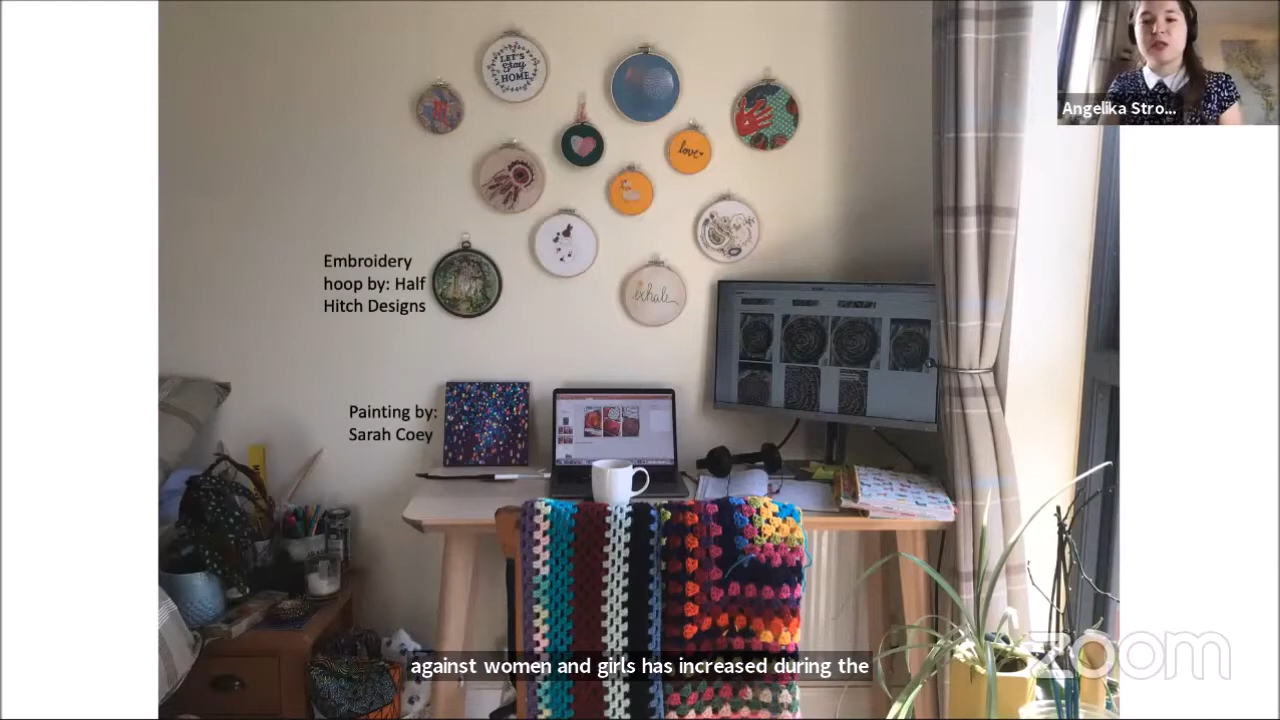 LET'S
Stay
HOME
love
exhale
Embroidery
hoop by: Half
Hitch Designs
Painting by:
Sarah Coey
Angelika Stro...
against women and girls has increased during the
zoom